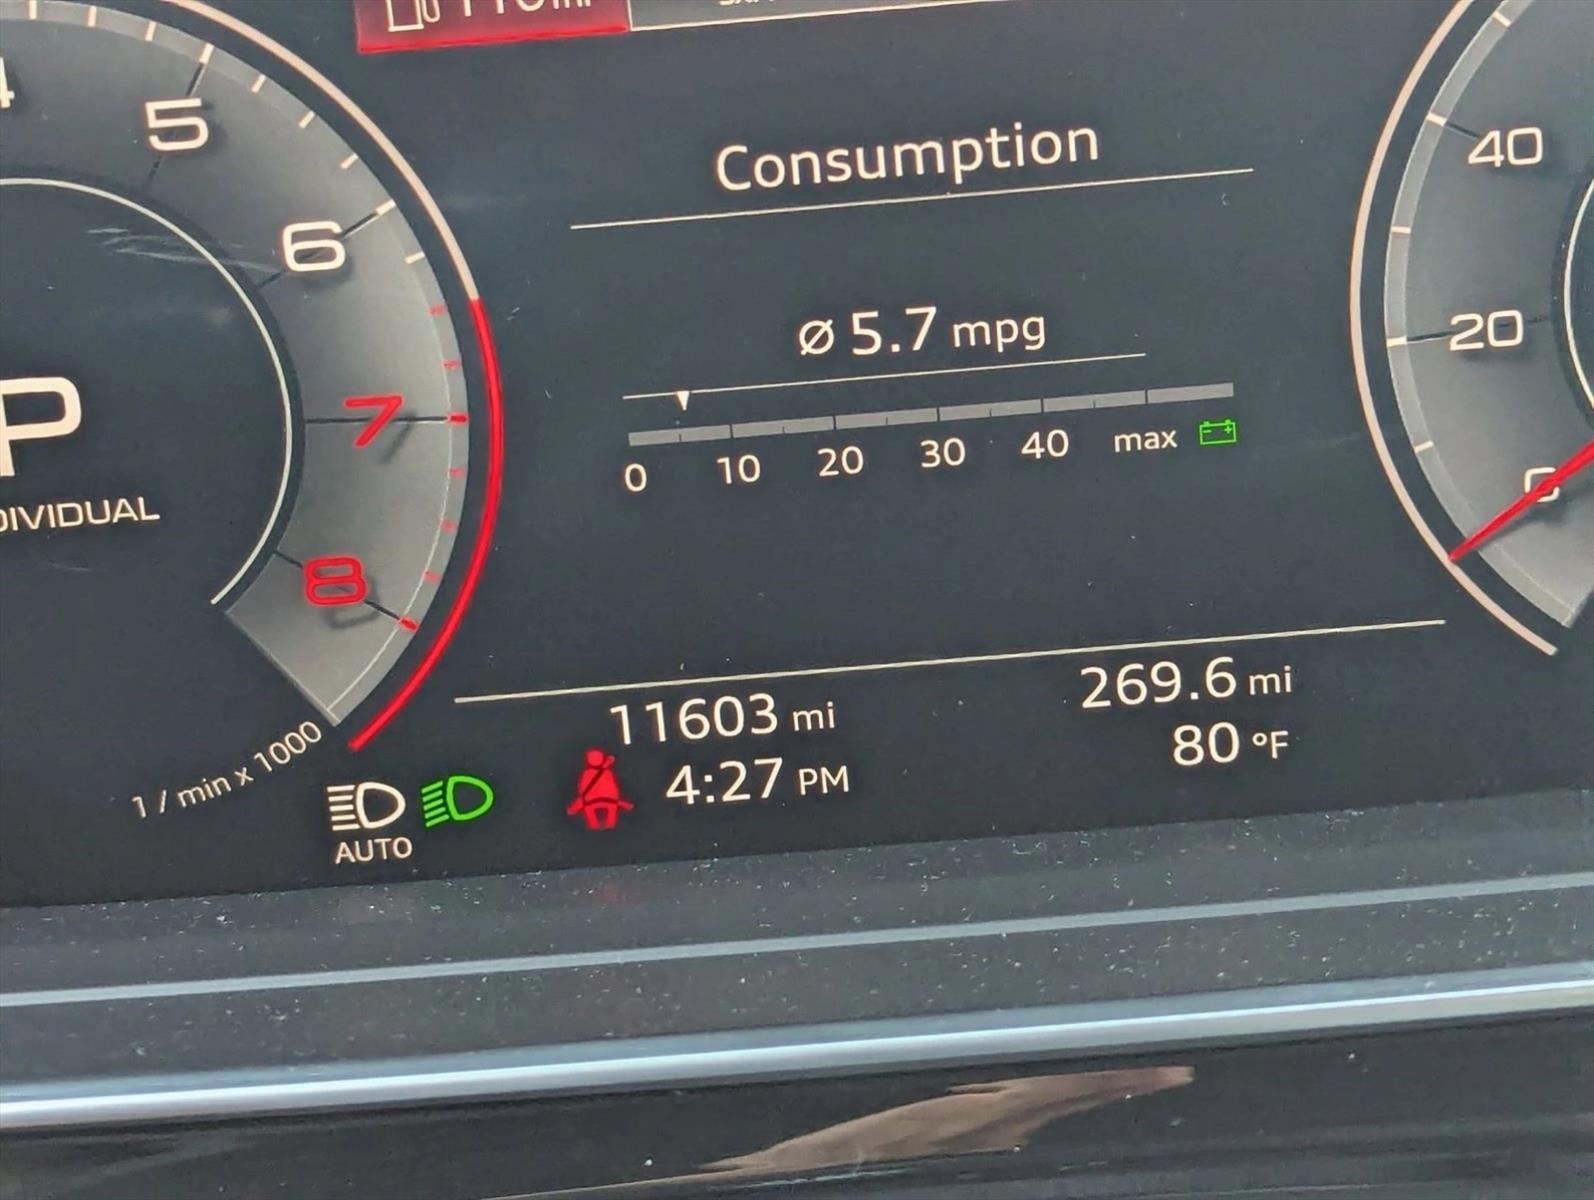 5
6
7
8
P
1 / min x 1000
Consumption
ø 5.7 mpg
0 10 20 30 40 max
40
20
0
11603 mi
269.6 mi
4:27 PM
80 °F
AUTO